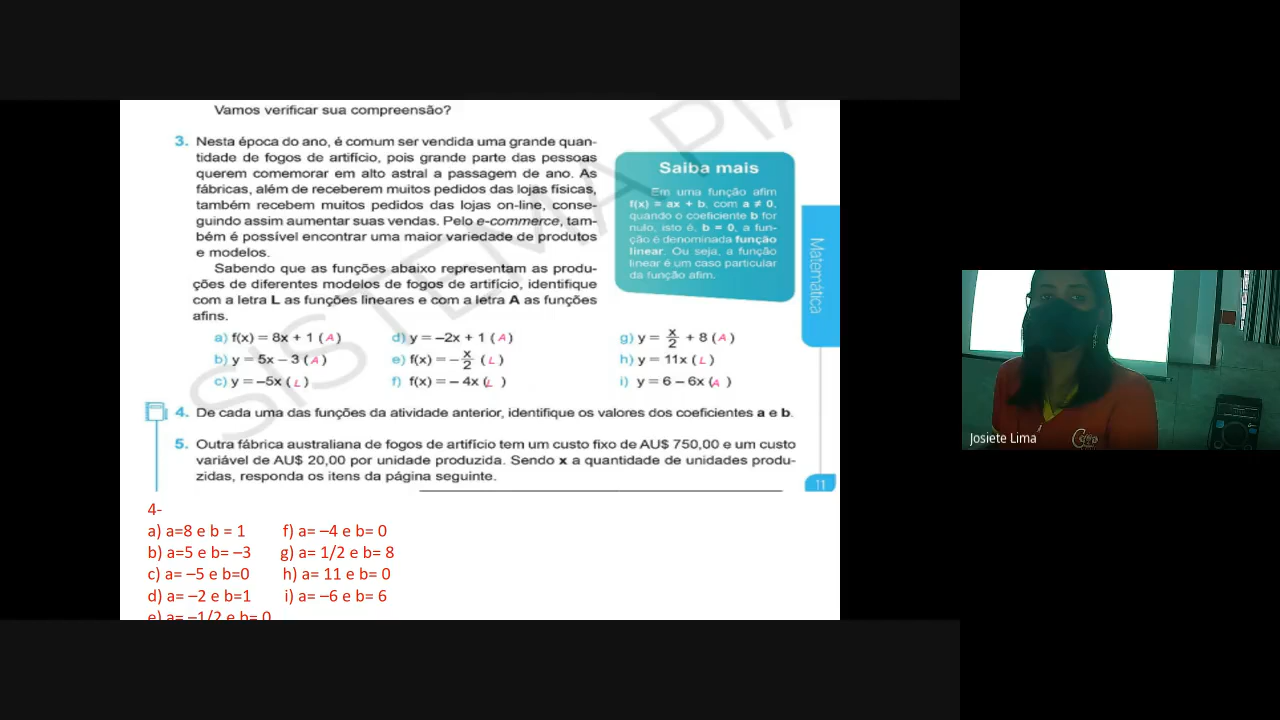 Vamos verificar sua compreensão?
3. Nesta época do ano, é comum ser vendida uma grande quan-
tidade de fogos de artifício, pois grande parte das pessoas
querem comemorar em alto astral a passagem de ano. As
fábricas, além de receberem muitos pedidos das lojas físicas,
também recebem muitos pedidos das lojas on-line, conse-
guindo assim aumentar suas vendas. Pelo e-commerce, tam-
bém é possível encontrar uma maior variedade de produtos
e modelos.
Sabendo que as funções abaixo representam as produ-
ções de diferentes modelos de fogos de artifício, identifique
com a letra L as funções lineares e com a letra A as funções
afins.
Saiba mais
Em uma função afim
f(x) = ax + b, com a ≠ 0,
quando o coeficiente b for
nulo, isto é, b = 0, a fun-
ção é denominada função
linear. Ou seja, a função
linear é um caso particular
da função afim.
Matemática
a) f(x) = 8x + 1 ( A ) d) y = –2x + 1 ( A ) g) y = x/2 + 8 ( A )
b) y = 5x – 3 ( A ) e) f(x) = – x/2 ( L ) h) y = 11x ( L )
c) y = –5x ( L ) f) f(x) = – 4x ( L ) i) y = 6 – 6x ( A )
4. De cada uma das funções da atividade anterior, identifique os valores dos coeficientes a e b.
5. Outra fábrica australiana de fogos de artifício tem um custo fixo de AU$ 750,00 e um custo
variável de AU$ 20,00 por unidade produzida. Sendo x a quantidade de unidades produ-
zidas, responda os itens da página seguinte.
11
4-
a) a=8 e b = 1 f) a= –4 e b= 0
b) a=5 e b= –3 g) a= 1/2 e b= 8
c) a= –5 e b=0 h) a= 11 e b= 0
d) a= –2 e b=1 i) a= –6 e b= 6
e) a= –1/2 e b= 0
SISTEMA
Josiete Lima